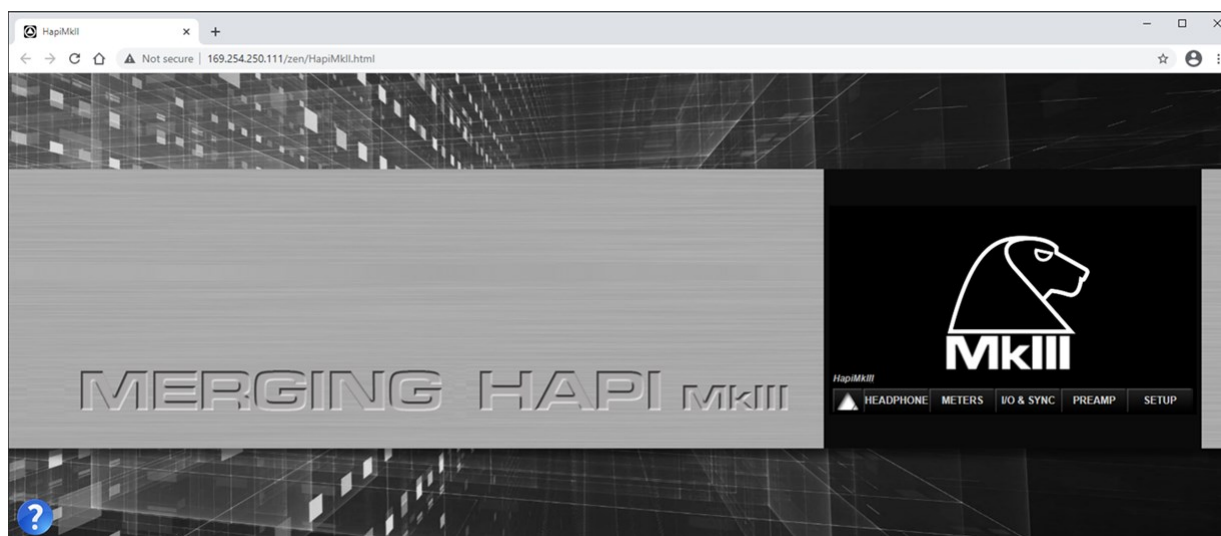 HapiMkII
Not secure 169.254.250.111/zen/HapiMkII.html
MkIII
MERGING HAPI MkIII
HapiMkIII
HEADPHONE METERS I/O & SYNC PREAMP SETUP
?